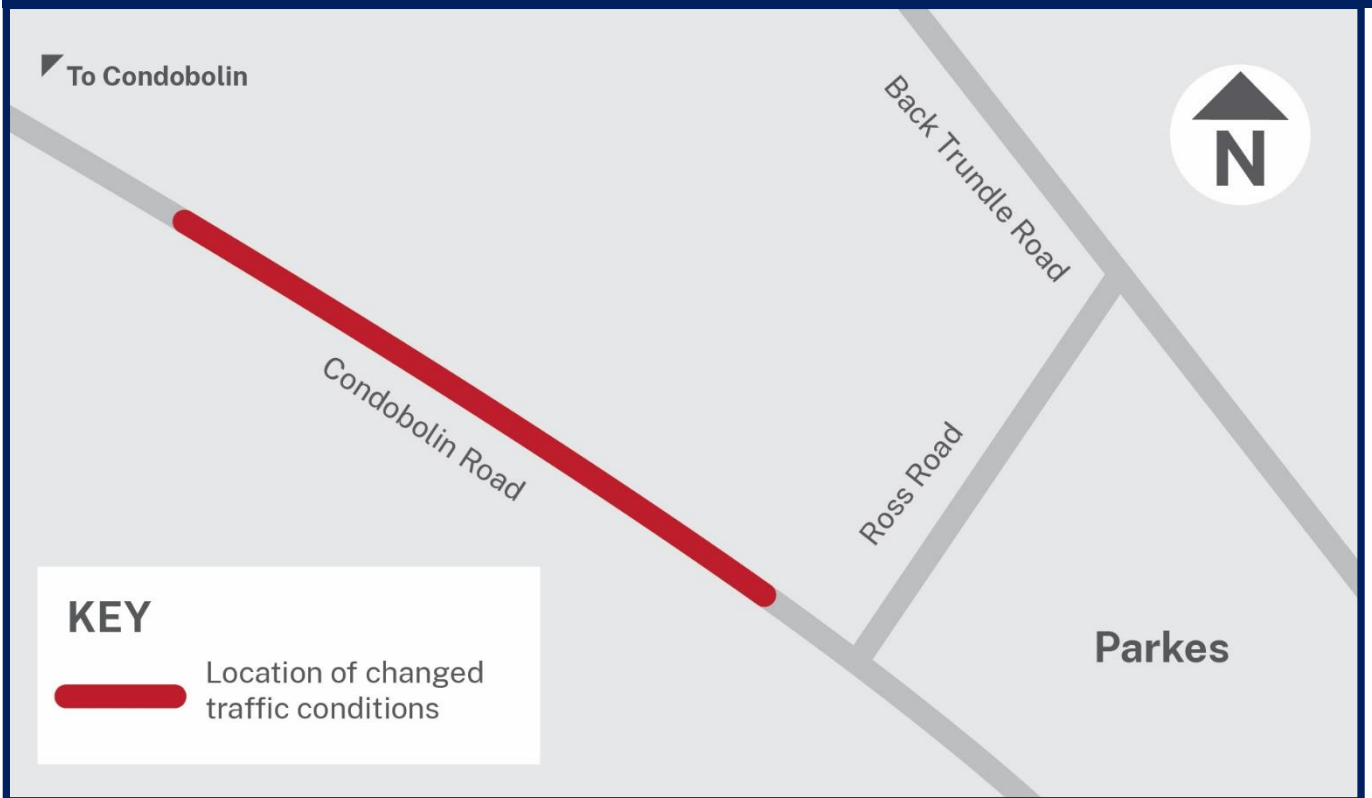 To Condobolin
Back Trundle Road
N
Condobolin Road
Ross Road
KEY
Location of changed
traffic conditions
Parkes